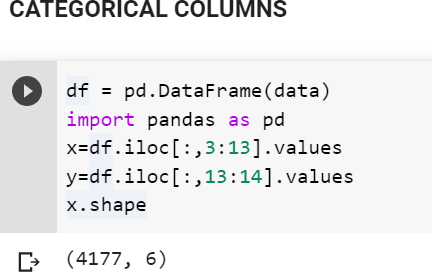 CATEGORICAL COLUMNS
df = pd.DataFrame(data)
import pandas as pd
x=df.iloc[:,3:13].values
y=df.iloc[:,13:14].values
x.shape
(4177, 6)